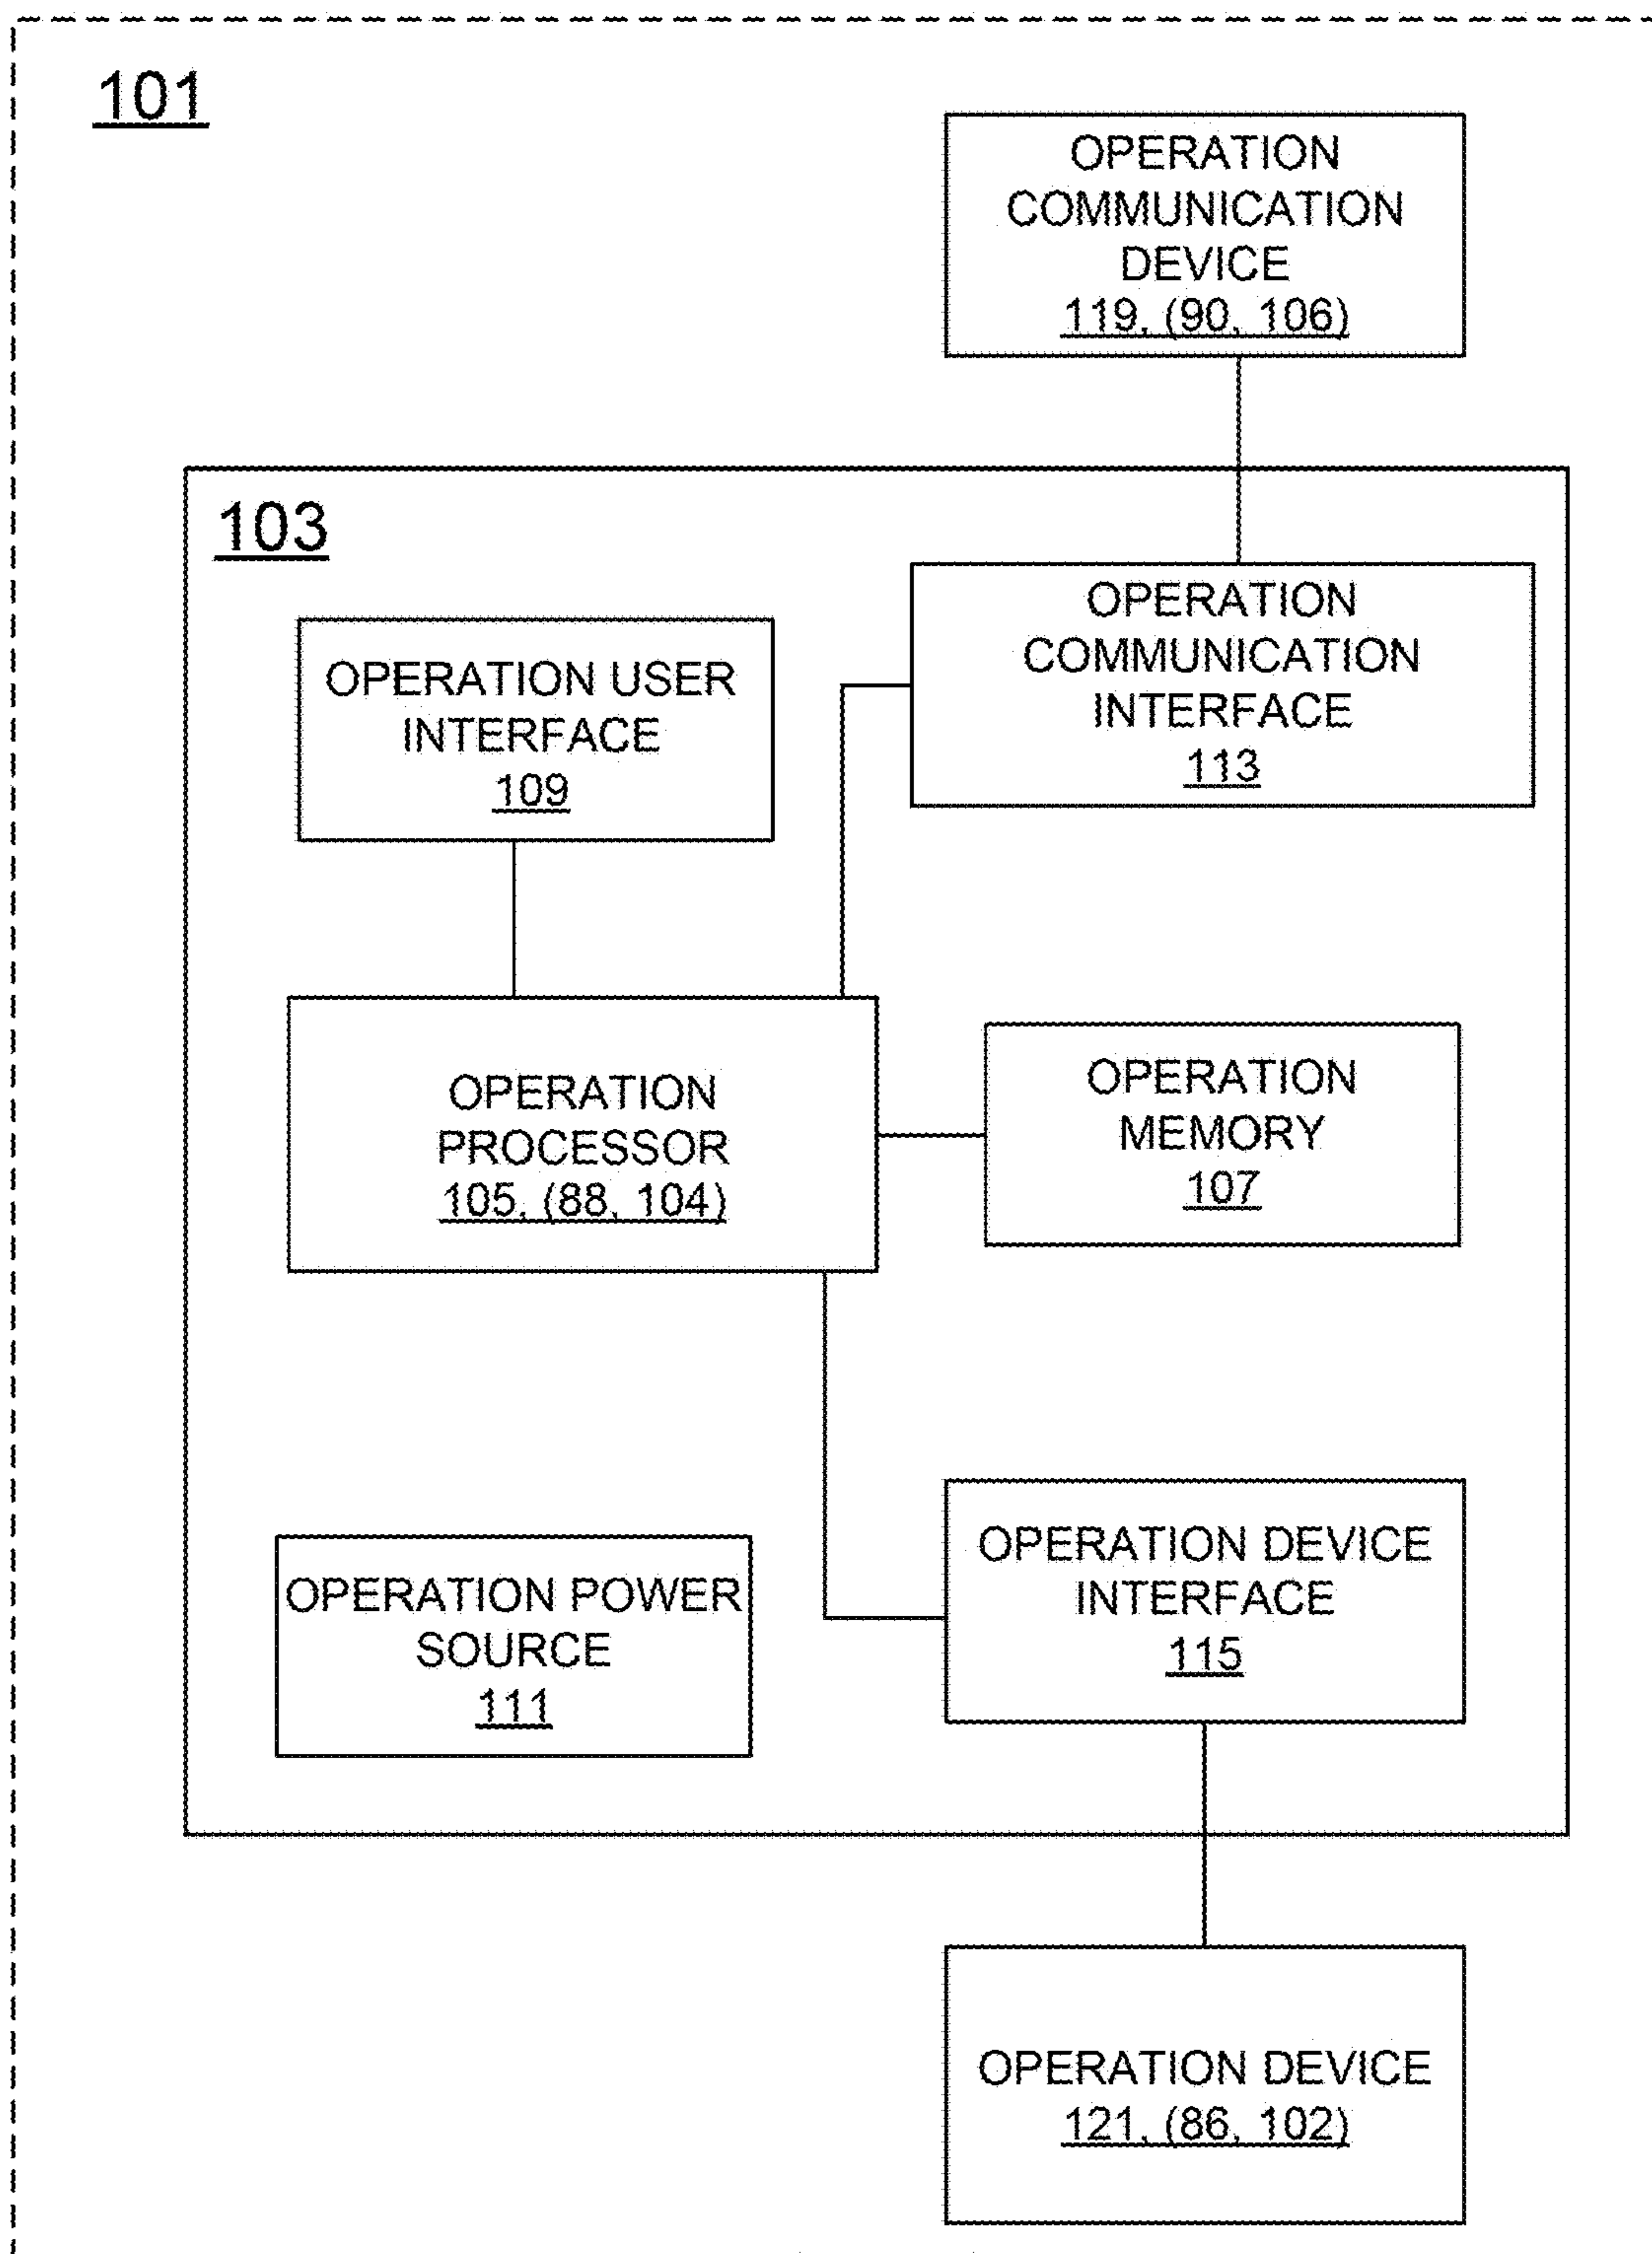 101
OPERATION
COMMUNICATION
DEVICE
119, (90, 106)
103
OPERATION
COMMUNICATION
INTERFACE
113
OPERATION USER
INTERFACE
109
OPERATION
PROCESSOR
105, (88, 104)
OPERATION
MEMORY
107
OPERATION DEVICE
INTERFACE
115
OPERATION POWER
SOURCE
111
OPERATION DEVICE
121, (86, 102)